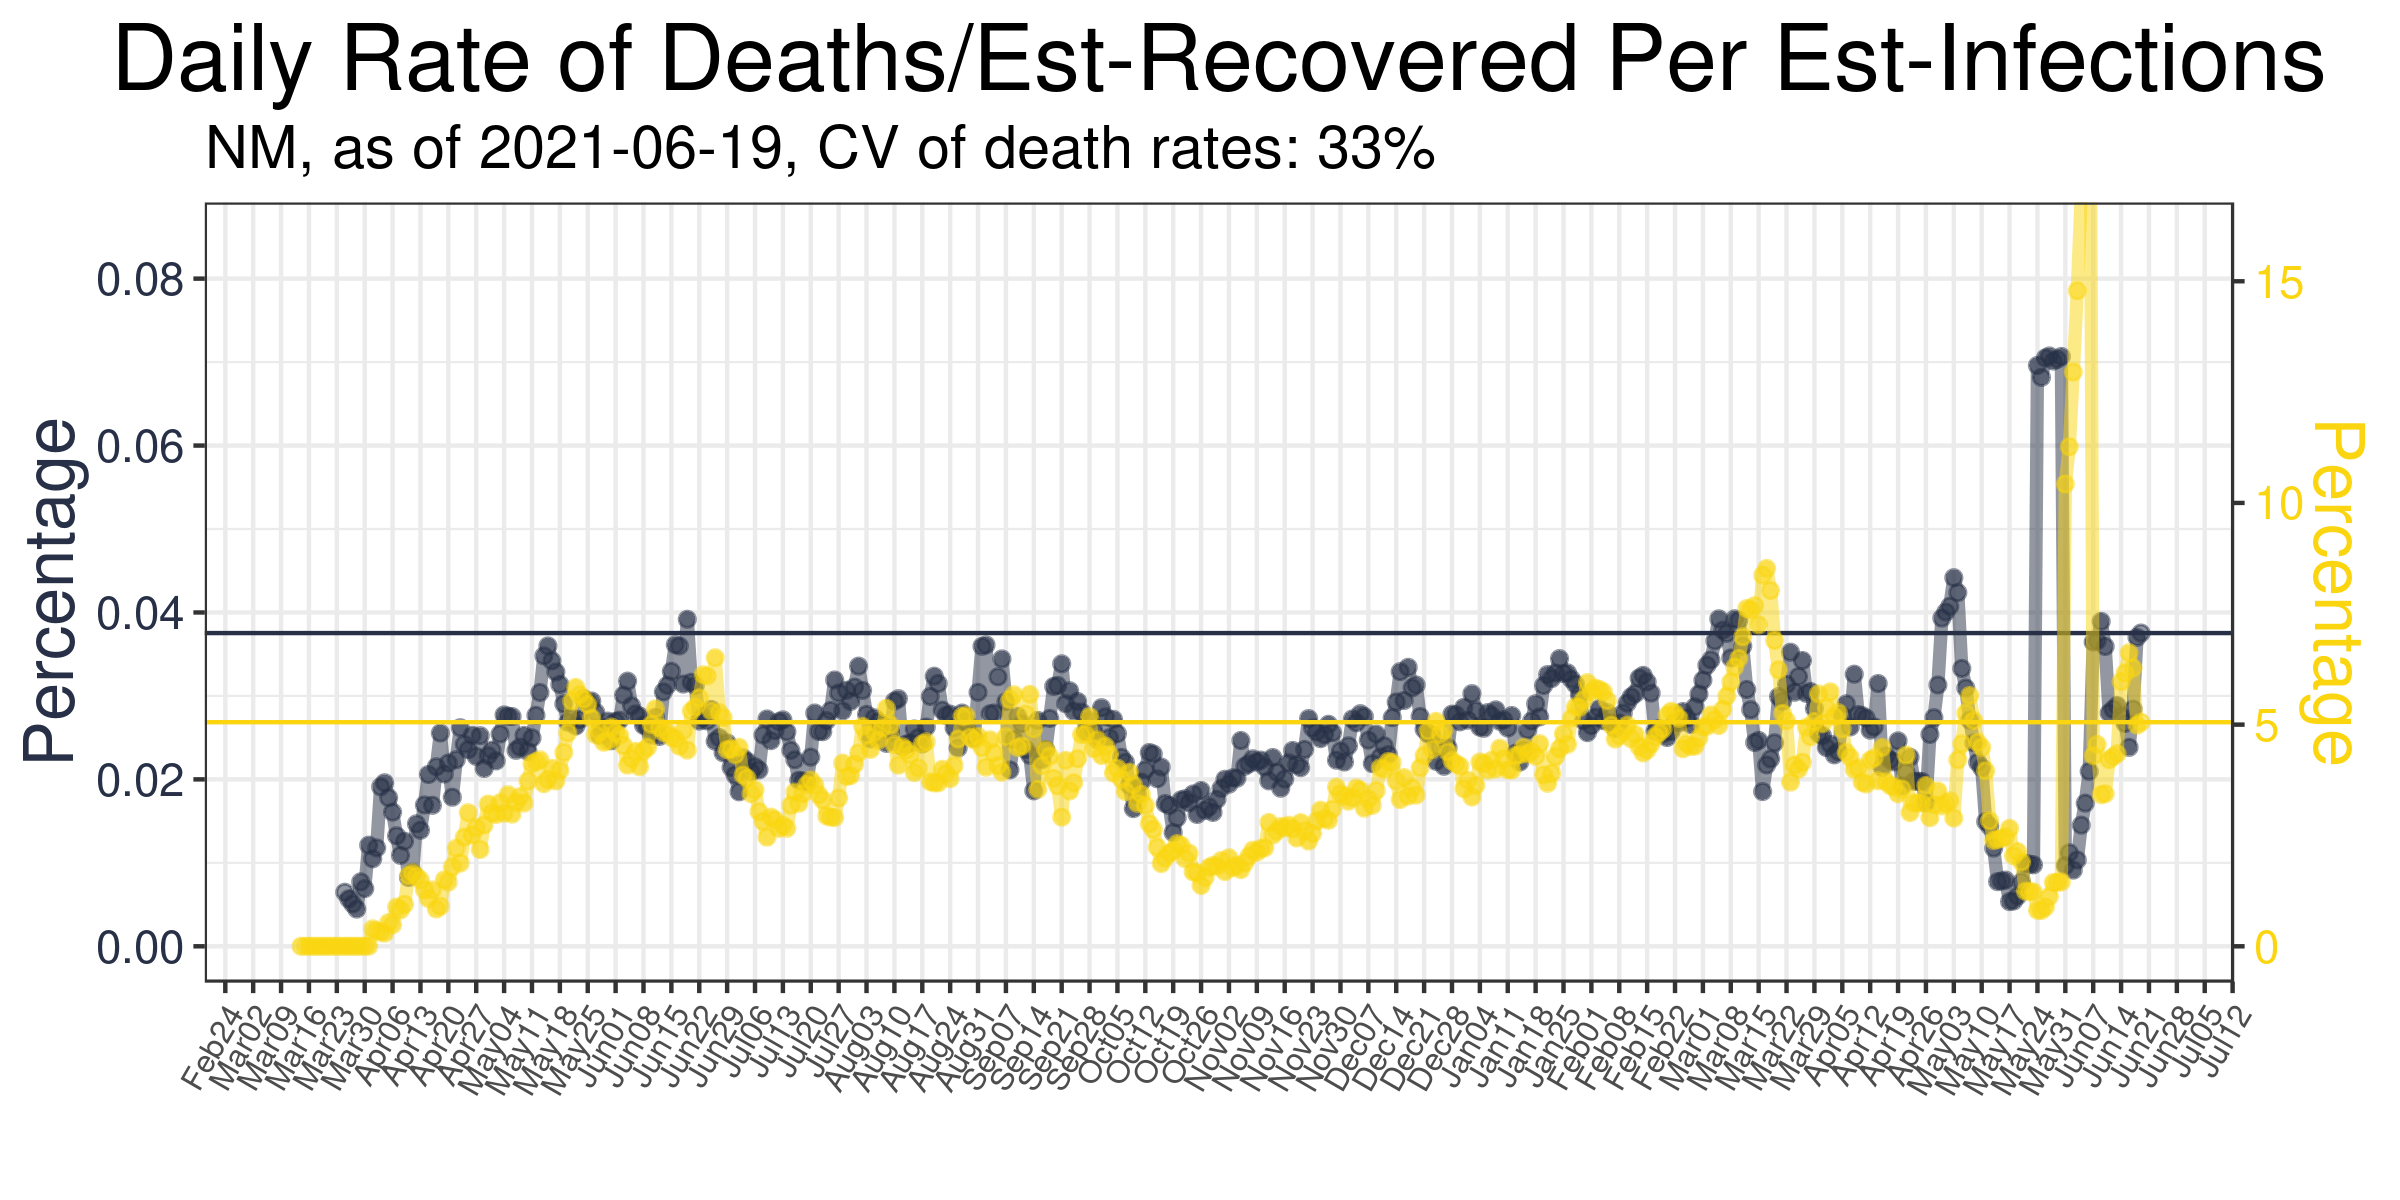 Daily Rate of Deaths/Est-Recovered Per Est-Infections
NM, as of 2021-06-19, CV of death rates: 33%
Percentage
0.08
0.06
0.04
0.02
0.00
15
10
5
0
Percentage
Feb24
Mar02
Mar09
Mar16
Mar23
Mar30
Apr06
Apr13
Apr20
Apr27
May04
May11
May18
May25
Jun01
Jun08
Jun15
Jun22
Jun29
Jul06
Jul13
Jul20
Jul27
Aug03
Aug10
Aug17
Aug24
Aug31
Sep07
Sep14
Sep21
Sep28
Oct05
Oct12
Oct19
Oct26
Nov02
Nov09
Nov16
Nov23
Nov30
Dec07
Dec14
Dec21
Dec28
Jan04
Jan11
Jan18
Jan25
Feb01
Feb08
Feb15
Feb22
Mar01
Mar08
Mar15
Mar22
Mar29
Apr05
Apr12
Apr19
Apr26
May03
May10
May17
May24
May31
Jun07
Jun14
Jun21
Jun28
Jul05
Jul12